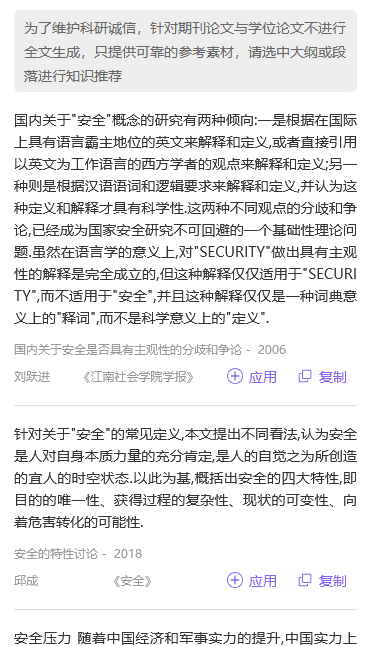 为了维护科研诚信，针对期刊论文与学位论文不进行
全文生成，只提供可靠的参考素材，请选中大纲或段
落进行知识推荐
国内关于"安全"概念的研究有两种倾向:一是根据在国际
上具有语言霸主地位的英文来解释和定义,或者直接引用
以英文为工作语言的西方学者的观点来解释和定义;另一
种则是根据汉语语词和逻辑要求来解释和定义,并认为这
种定义和解释才具有科学性.这两种不同观点的分歧和争
论,已经成为国家安全研究不可回避的一个基础性理论问
题.虽然在语言学的意义上,对"SECURITY"做出具有主观
性的解释是完全成立的,但这种解释仅仅适用于"SECURI
TY",而不适用于"安全",并且这种解释仅仅是一种词典意
义上的"释词",而不是科学意义上的"定义".
国内关于安全是否具有主观性的分歧和争论 - 2006
刘跃进 《江南社会学院学报》 应用 复制
针对关于"安全"的常见定义,本文提出不同看法,认为安全
是人对自身本质力量的充分肯定,是人的自觉之为所创造
的宜人的时空状态.以此为基,概括出安全的四大特性,即
目的的唯一性、获得过程的复杂性、现状的可变性、向
着危害转化的可能性.
安全的特性讨论 - 2018
邱成 《安全》 应用 复制
安全压力 随着中国经济和军事实力的提升,中国实力上